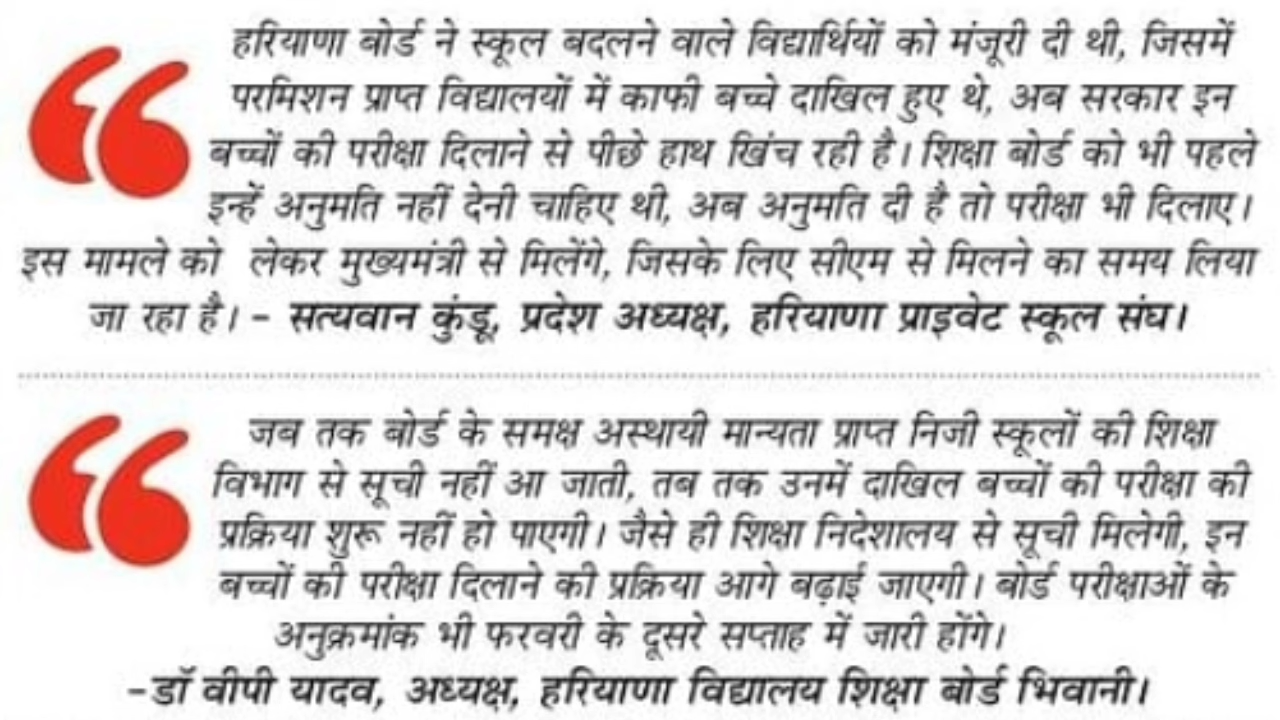 हरियाणा बोर्ड ने स्कूल बदलने वाले विद्यार्थियों को मंजूरी दी थी, जिसमें
परमिशन प्राप्त विद्यालयों में काफी बच्चे दाखिल हुए थे, अब सरकार इन
बच्चों की परीक्षा दिलाने से पीछे हाथ खिंच रही है। शिक्षा बोर्ड को भी पहले
इन्हें अनुमति नहीं देनी चाहिए थी, अब अनुमति दी है तो परीक्षा भी दिलाए।
इस मामले को लेकर मुख्यमंत्री से मिलेंगे, जिसके लिए सीएम से मिलने का समय लिया
जा रहा है। - सत्यवान कुंडू, प्रदेश अध्यक्ष, हरियाणा प्राइवेट स्कूल संघ।
जब तक बोर्ड के समक्ष अस्थायी मान्यता प्राप्त निजी स्कूलों की शिक्षा
विभाग से सूची नहीं आ जाती, तब तक उनमें दाखिल बच्चों की परीक्षा की
प्रक्रिया शुरू नहीं हो पाएगी। जैसे ही शिक्षा निदेशालय से सूची मिलेगी, इन
बच्चों की परीक्षा दिलाने की प्रक्रिया आगे बढ़ाई जाएगी। बोर्ड परीक्षाओं के
अनुक्रमांक भी फरवरी के दूसरे सप्ताह में जारी होंगे।
-डॉ वीपी यादव, अध्यक्ष, हरियाणा विद्यालय शिक्षा बोर्ड भिवानी।